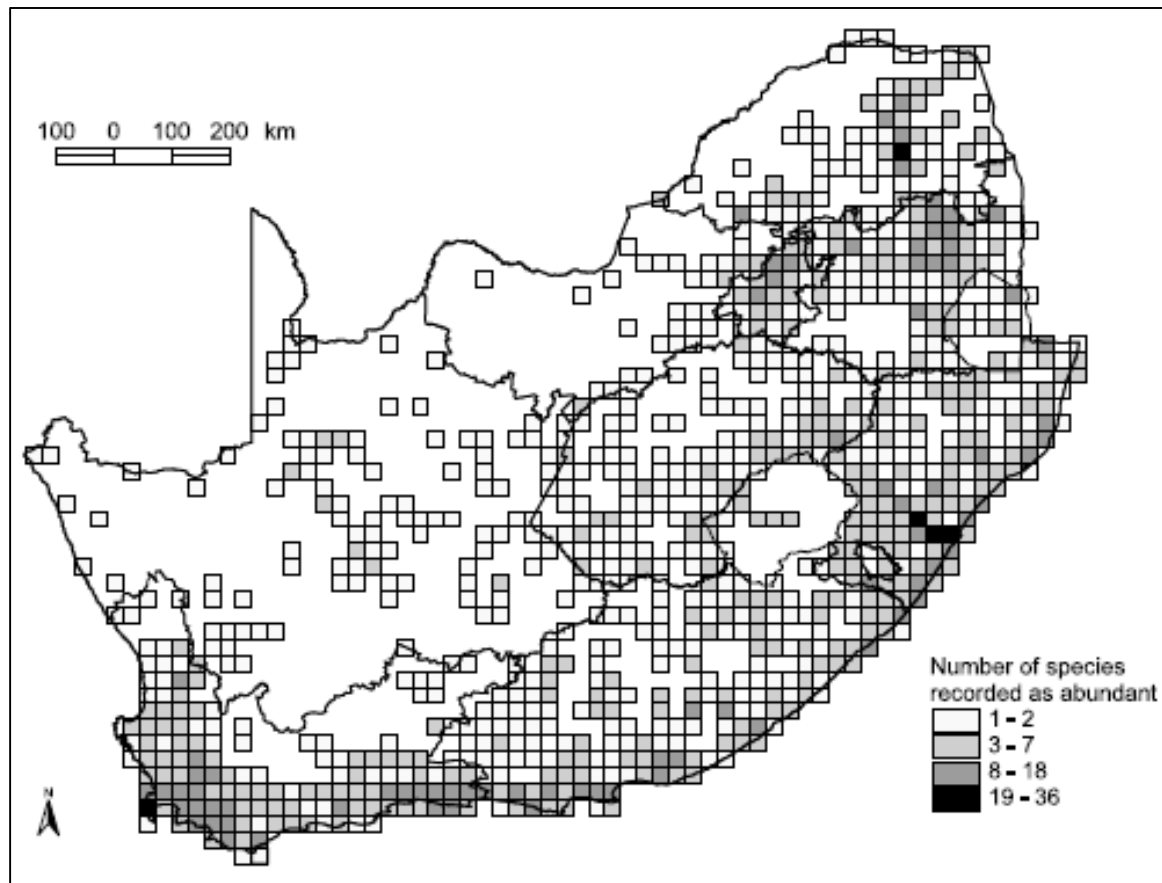 100 0 100 200 km
Number of species
recorded as abundant
1 – 2
3 – 7
8 – 18
19 – 36
N